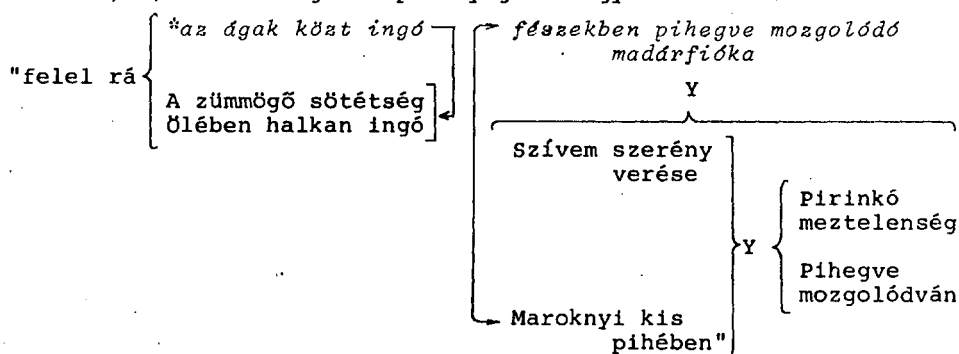 *az ágak közt ingó
fészekben pihegve mozgolódó
madárfióka
"felel rá
A zümmögő sötétség
Ölében halkan ingó
Y
Szívem szerény
verése
Y
Pirinkó
meztelenség
Pihegve
mozgolódván
Maroknyi kis
pihében"